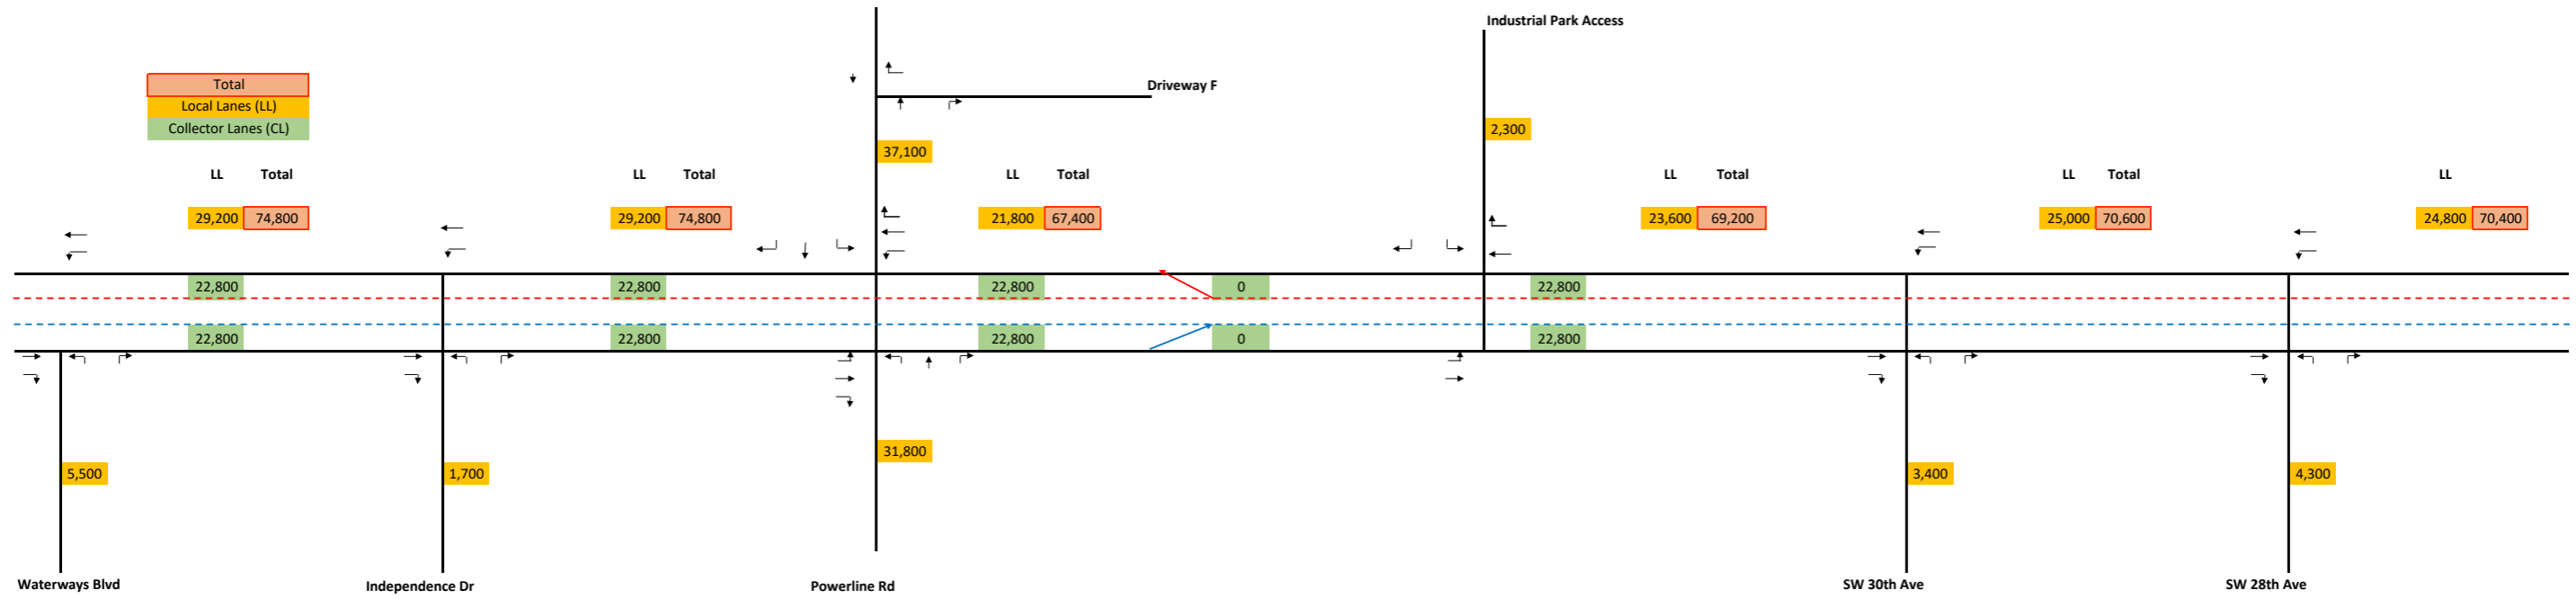 Industrial Park Access
Total
Local Lanes (LL)
Collector Lanes (CL)
Driveway F
2,300
37,100
LL Total
LL Total
LL Total
LL Total
LL Total
LL
29,200 74,800
29,200 74,800
21,800 67,400
23,600 69,200
25,000 70,600
24,800 70,400
22,800
22,800
22,800
0
22,800
22,800
22,800
22,800
0
22,800
31,800
5,500
1,700
3,400
4,300
Waterways Blvd
Independence Dr
Powerline Rd
SW 30th Ave
SW 28th Ave